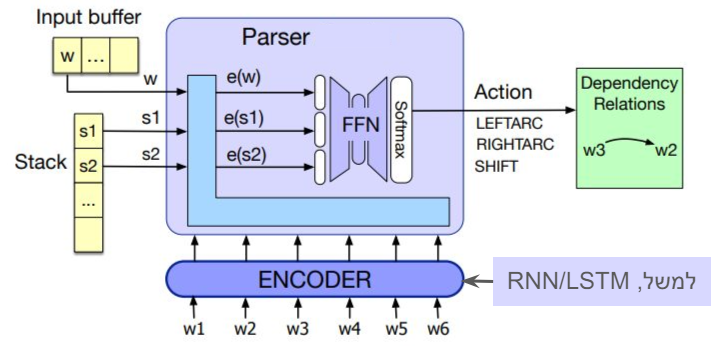 Input buffer
w ...
Parser
w
e(w)
s1
e(s1)
s2
e(s2)
Stack
s1
s2
...
FFN
Softmax
Action
LEFTARC
RIGHTARC
SHIFT
Dependency
Relations
w3 w2
ENCODER
למשל, RNN/LSTM
w1 w2 w3 w4 w5 w6